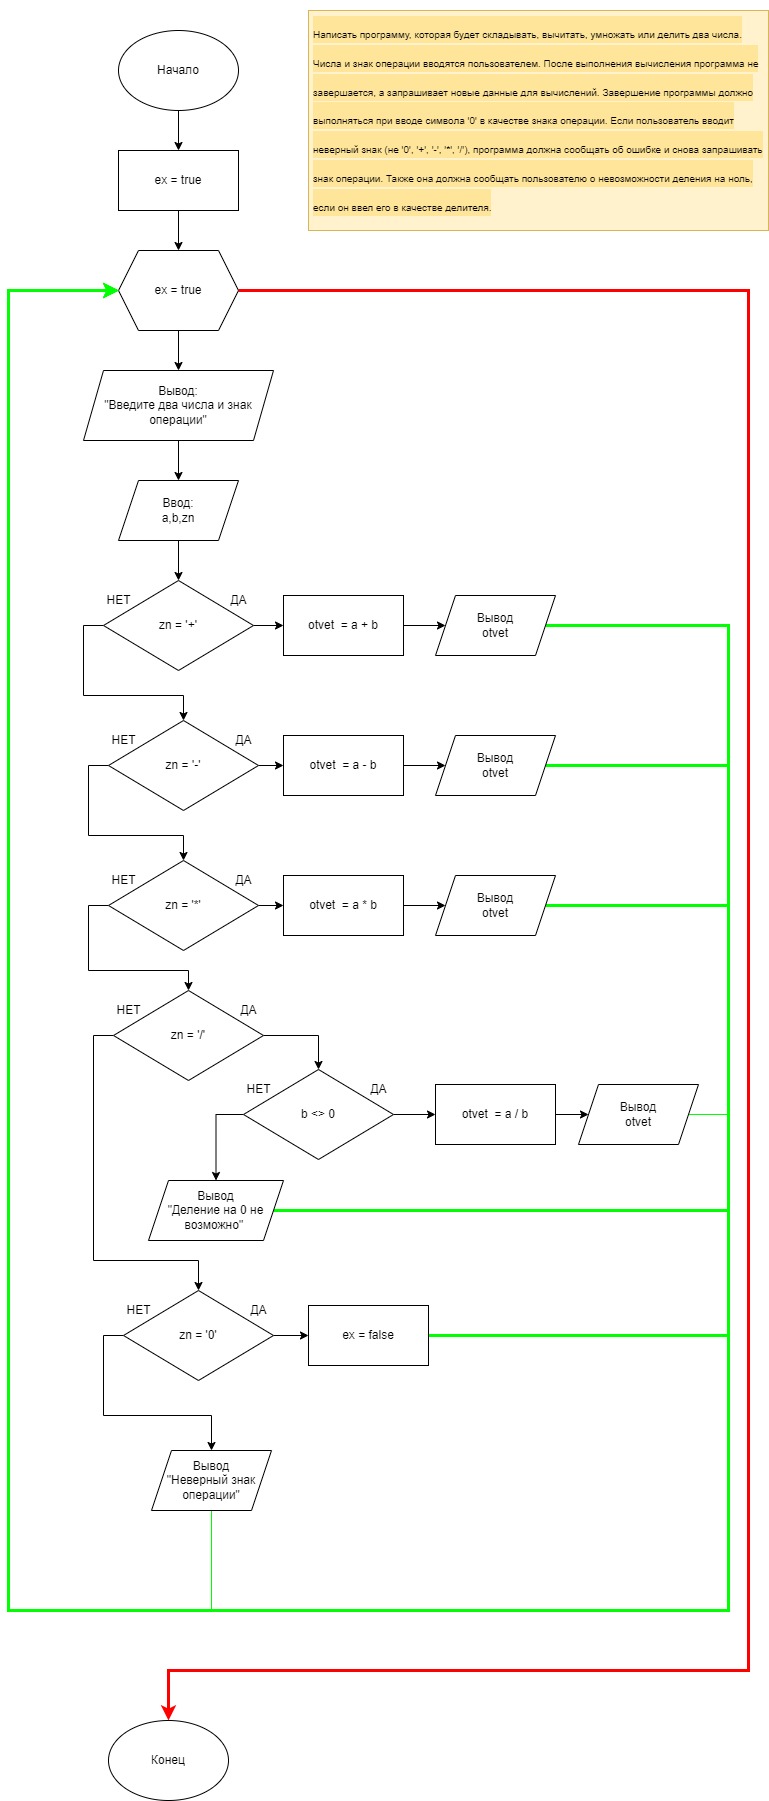 Начало
Написать программу, которая будет складывать, вычитать, умножать или делить два числа.
Числа и знак операции вводятся пользователем. После выполнения вычисления программа не
завершается, а запрашивает новые данные для вычислений. Завершение программы должно
выполняться при вводе символа '0' в качестве знака операции. Если пользователь вводит
неверный знак (не '0', '+', '-', '*', '/'), программа должна сообщать об ошибке и снова запрашивать
знак операции. Также она должна сообщать пользователю о невозможности деления на ноль,
если он ввел его в качестве делителя.
ex = true
ex = true
Вывод:
"Введите два числа и знак
операции"
Ввод:
a,b,zn
НЕТ
ДА
zn = '+'
otvet = a + b
Вывод
otvet
НЕТ
ДА
zn = '-'
otvet = a - b
Вывод
otvet
НЕТ
ДА
zn = '*'
otvet = a * b
Вывод
otvet
НЕТ
ДА
zn = '/'
НЕТ
ДА
b <> 0
otvet = a / b
Вывод
otvet
Вывод
"Деление на 0 не
возможно"
НЕТ
ДА
zn = '0'
ex = false
Вывод
"Неверный знак
операции"
Конец